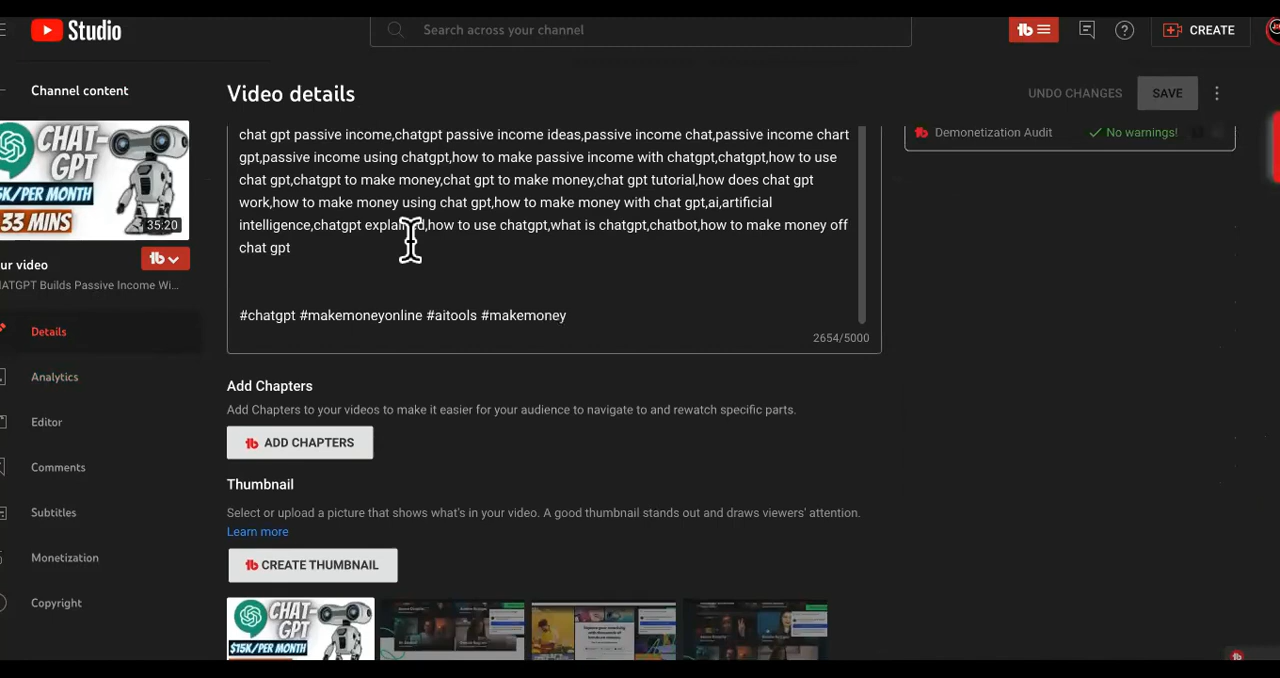 Studio
Search across your channel
CREATE
Channel content
Video details
UNDO CHANGES
SAVE
CHAT-
GPT
5K/PER MONTH
33 MINS
35:20
chat gpt passive income,chatgpt passive income ideas,passive income chat,passive income chart
gpt,passive income using chatgpt,how to make passive income with chatgpt,chatgpt,how to use
chat gpt,chatgpt to make money,chat gpt to make money,chat gpt tutorial,how does chat gpt
work,how to make money using chat gpt,how to make money with chat gpt,ai,artificial
intelligence,chatgpt explained,how to use chatgpt,what is chatgpt,chatbot,how to make money off
chat gpt
#chatgpt #makemoneyonline #aitools #makemoney
2654/5000
Demonetization Audit
No warnings!
ur video
ATGPT Builds Passive Income Wi...
Details
Analytics
Editor
Comments
Subtitles
Monetization
Copyright
Add Chapters
Add Chapters to your videos to make it easier for your audience to navigate to and rewatch specific parts.
ADD CHAPTERS
Thumbnail
Select or upload a picture that shows what's in your video. A good thumbnail stands out and draws viewers' attention.
Learn more
CREATE THUMBNAIL
CHAT-
GPT
$15K/PER MONTH